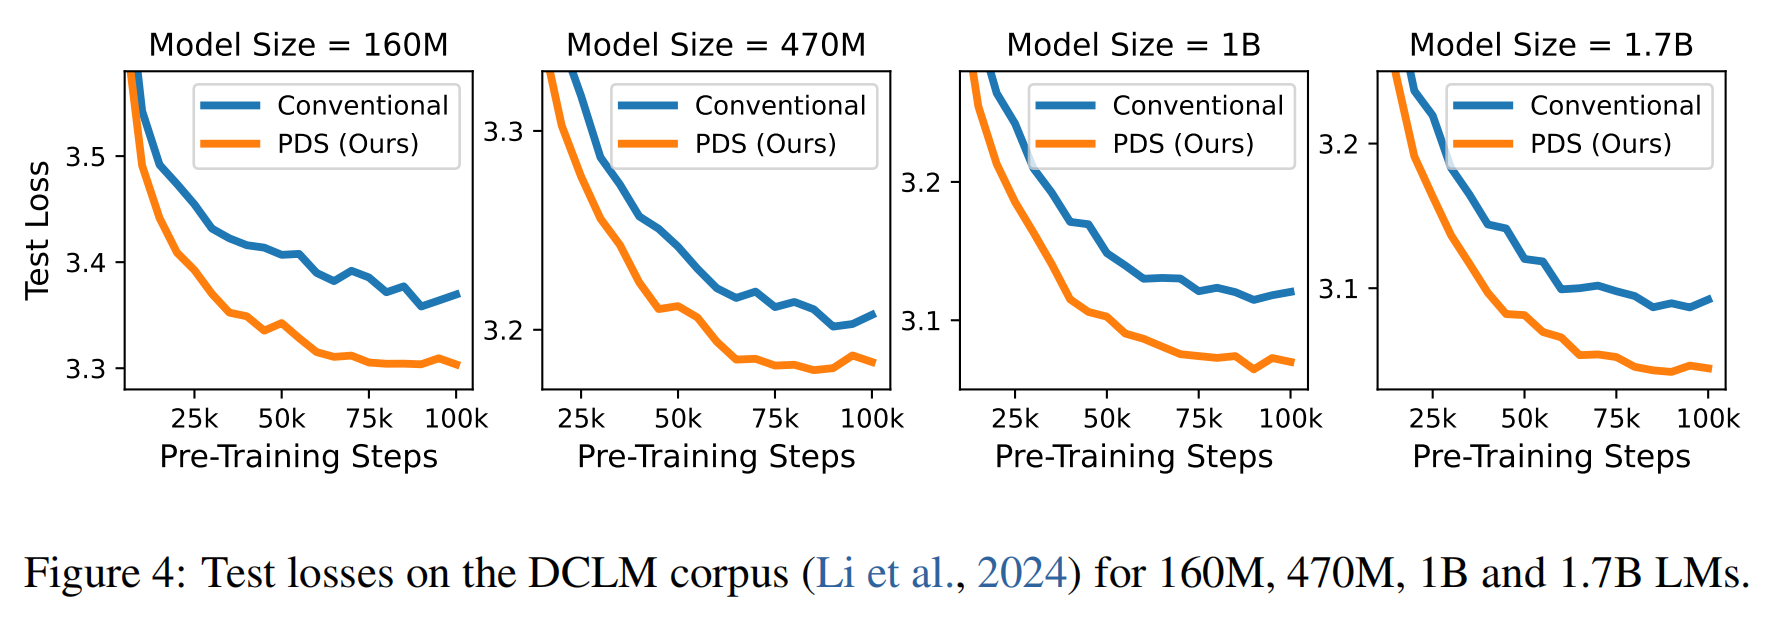 Model Size = 160M
Conventional
PDS (Ours)
Test Loss
3.5
3.4
3.3
25k 50k 75k 100k
Pre-Training Steps
Model Size = 470M
Conventional
PDS (Ours)
3.3
3.2
25k 50k 75k 100k
Pre-Training Steps
Model Size = 1B
Conventional
PDS (Ours)
3.2
3.1
25k 50k 75k 100k
Pre-Training Steps
Model Size = 1.7B
Conventional
PDS (Ours)
3.2
3.1
25k 50k 75k 100k
Pre-Training Steps
Figure 4: Test losses on the DCLM corpus (Li et al., 2024) for 160M, 470M, 1B and 1.7B LMs.